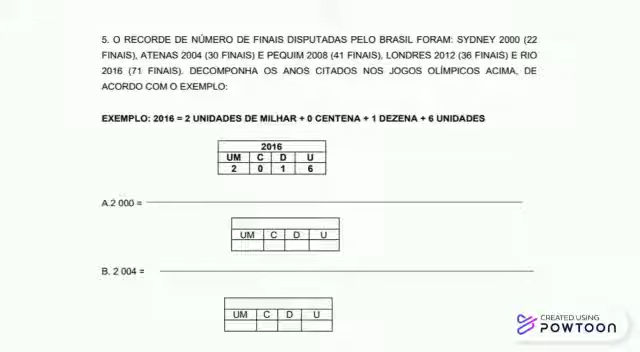 5. O RECORDE DE NÚMERO DE FINAIS DISPUTADAS PELO BRASIL FORAM: SYDNEY 2000 (22
FINAIS), ATENAS 2004 (30 FINAIS) E PEQUIM 2008 (41 FINAIS), LONDRES 2012 (36 FINAIS) E RIO
2016 (71 FINAIS). DECOMPONHA OS ANOS CITADOS NOS JOGOS OLÍMPICOS ACIMA, DE
ACORDO COM O EXEMPLO:
EXEMPLO: 2016 = 2 UNIDADES DE MILHAR + 0 CENTENA + 1 DEZENA + 6 UNIDADES
2016
UM C D U
2 0 1 6
A.2 000 =
UM C D U
B. 2 004 =
UM C D U
CREATED USING
POWTOON